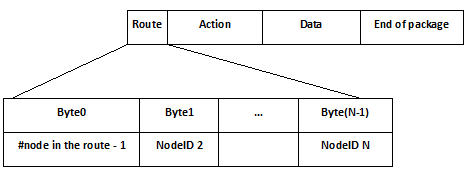 Route Action Data End of package
Byte0 Byte1 ... Byte(N-1)
#node in the route - 1 NodeID 2 NodeID N